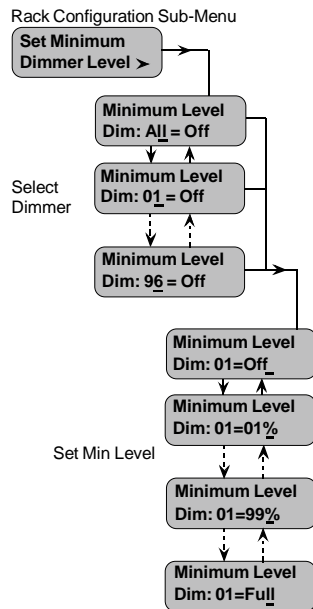 Rack Configuration Sub-Menu
Set Minimum
Dimmer Level ➤
Minimum Level
Dim: All = Off
Select
Dimmer
Minimum Level
Dim: 01 = Off
Minimum Level
Dim: 96 = Off
Minimum Level
Dim: 01=Off_
Minimum Level
Dim: 01=01%
Set Min Level
Minimum Level
Dim: 01=99%
Minimum Level
Dim: 01=Full